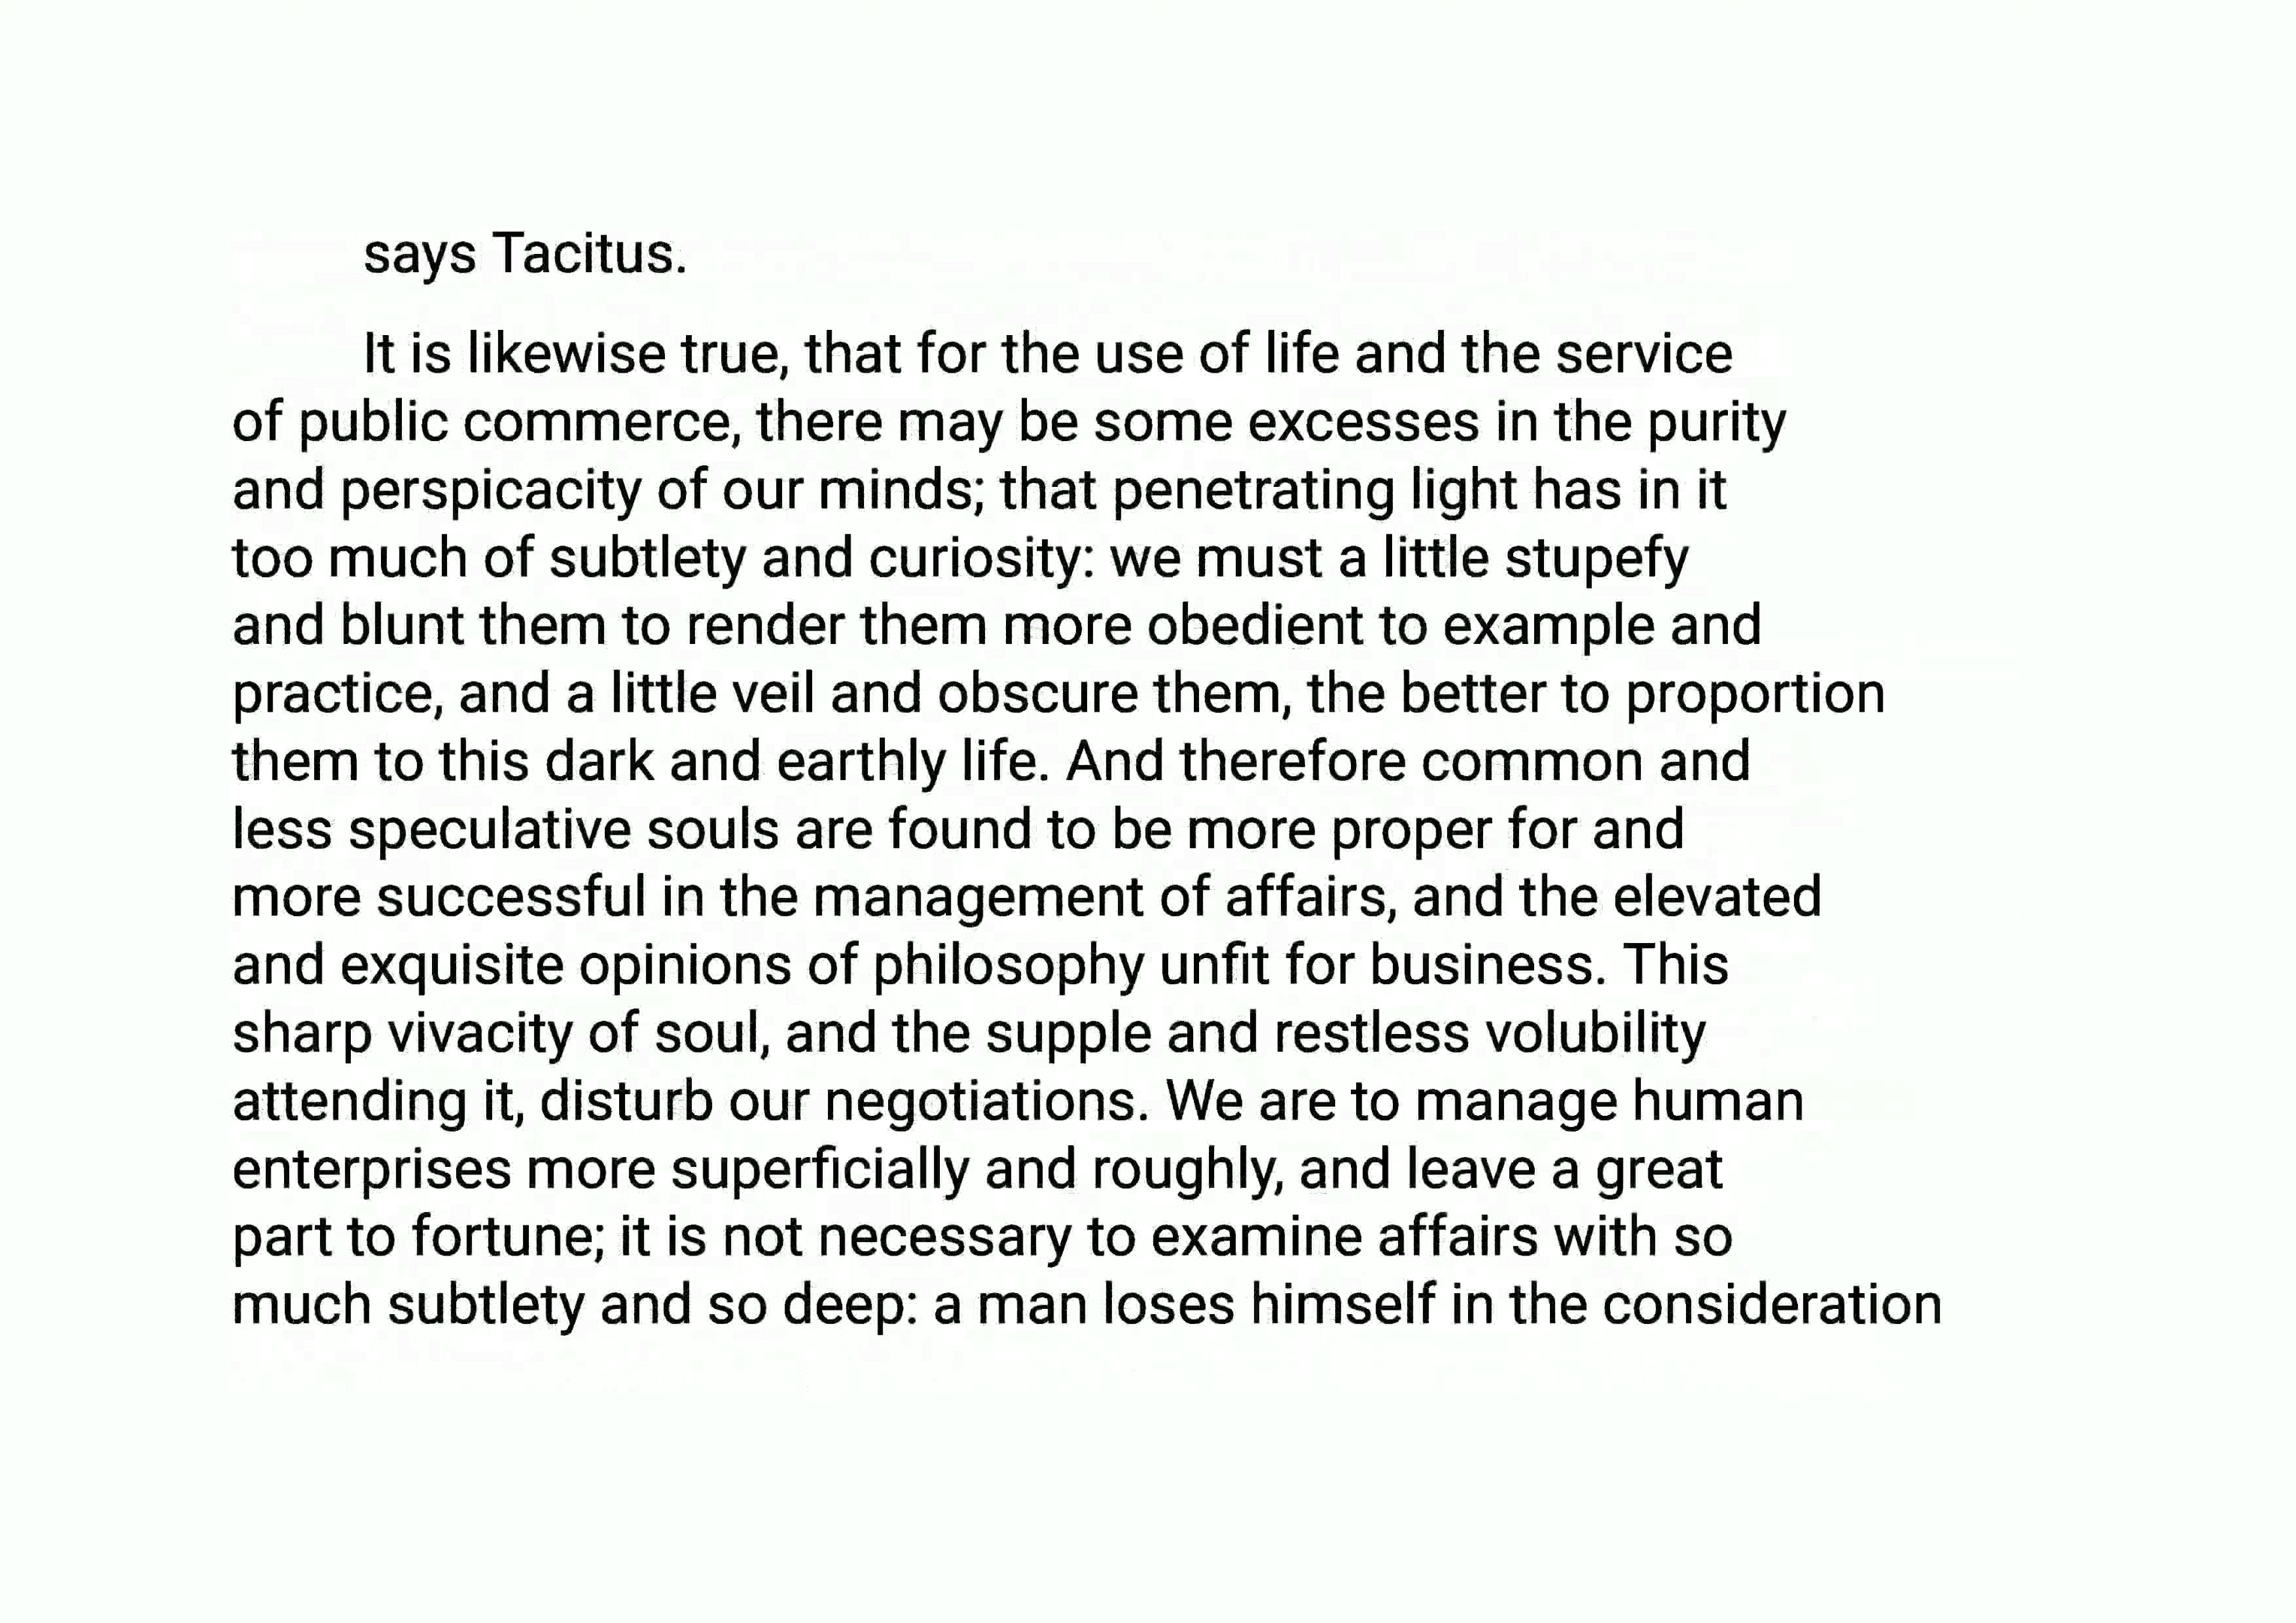 says Tacitus.
It is likewise true, that for the use of life and the service
of public commerce, there may be some excesses in the purity
and perspicacity of our minds; that penetrating light has in it
too much of subtlety and curiosity: we must a little stupefy
and blunt them to render them more obedient to example and
practice, and a little veil and obscure them, the better to proportion
them to this dark and earthly life. And therefore common and
less speculative souls are found to be more proper for and
more successful in the management of affairs, and the elevated
and exquisite opinions of philosophy unfit for business. This
sharp vivacity of soul, and the supple and restless volubility
attending it, disturb our negotiations. We are to manage human
enterprises more superficially and roughly, and leave a great
part to fortune; it is not necessary to examine affairs with so
much subtlety and so deep: a man loses himself in the consideration